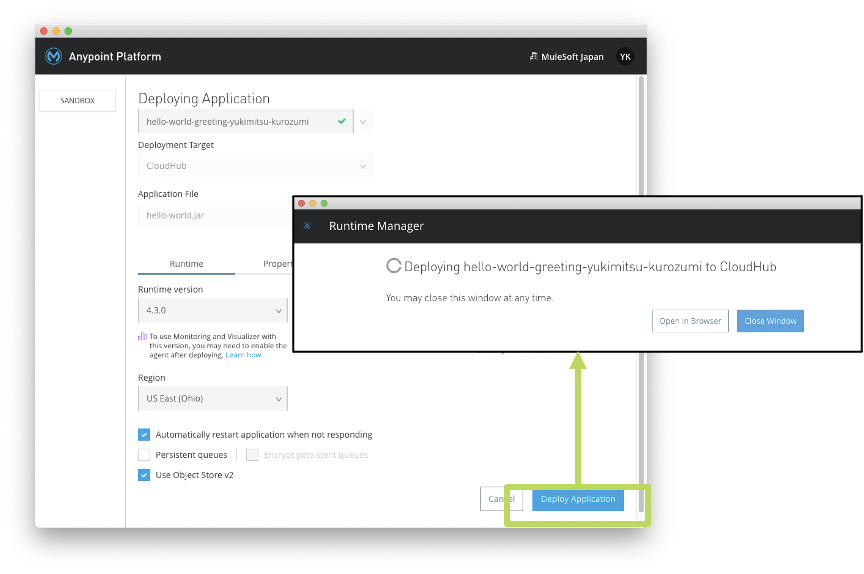 Anypoint Platform
MuleSoft Japan
YK
SANDBOX
Deploying Application
hello-world-greeting-yukimitsu-kurozumi
Deployment Target
CloudHub
Application File
hello-world.jar
Runtime
Propert
Runtime version
4.3.0
To use Monitoring and Visualizer with
this version, you may need to enable the
agent after deploying. Learn how
Region
US East (Ohio)
Automatically restart application when not responding
Persistent queues
Encrypt persistent queues
Use Object Store v2
Cancel
Deploy Application
Runtime Manager
Deploying hello-world-greeting-yukimitsu-kurozumi to CloudHub
You may close this window at any time.
Open in Browser
Close Window